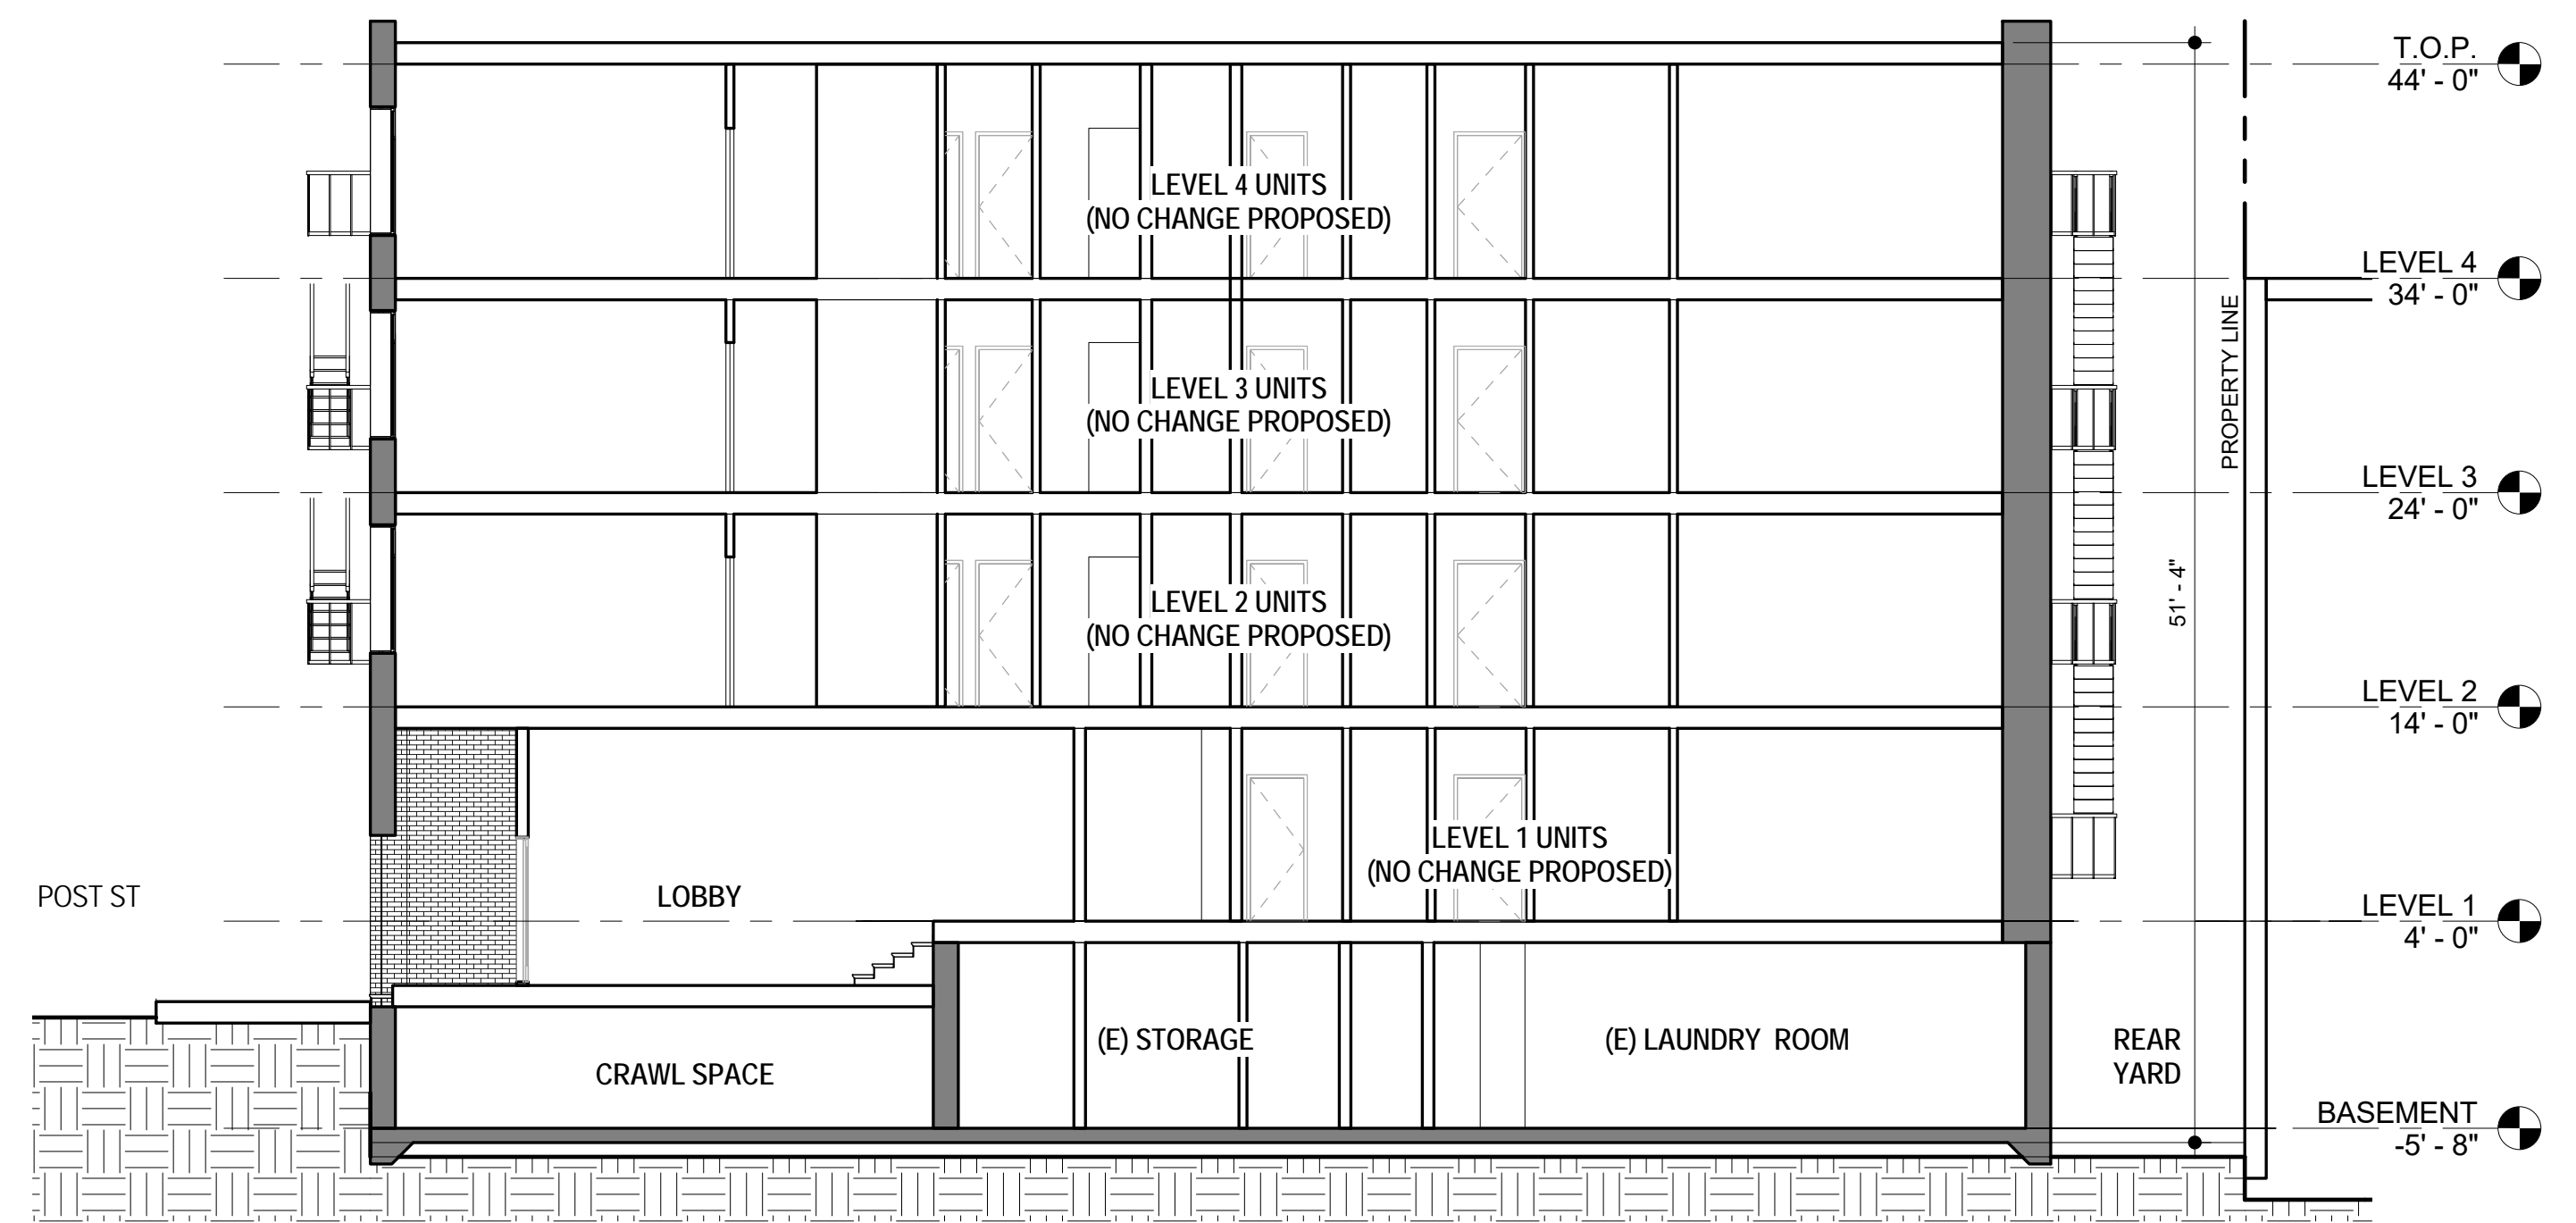 T.O.P.
44' - 0"
LEVEL 4 UNITS
(NO CHANGE PROPOSED)
LEVEL 4
34' - 0"
PROPERTY LINE
LEVEL 3 UNITS
(NO CHANGE PROPOSED)
LEVEL 3
24' - 0"
51' - 4"
LEVEL 2 UNITS
(NO CHANGE PROPOSED)
LEVEL 2
14' - 0"
LEVEL 1 UNITS
(NO CHANGE PROPOSED)
POST ST
LOBBY
LEVEL 1
4' - 0"
(E) STORAGE
(E) LAUNDRY ROOM
REAR
YARD
CRAWL SPACE
BASEMENT
-5' - 8"